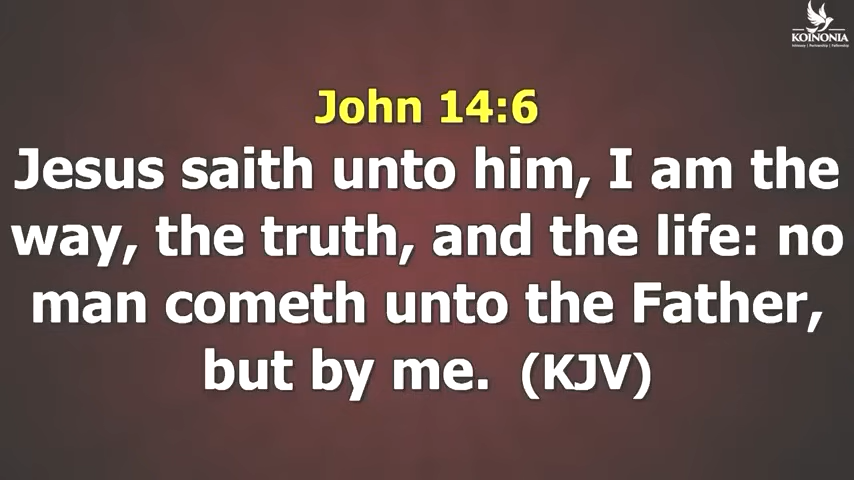 KOINONIA
John 14:6
Jesus saith unto him, I am the
way, the truth, and the life: no
man cometh unto the Father,
but by me. (KJV)